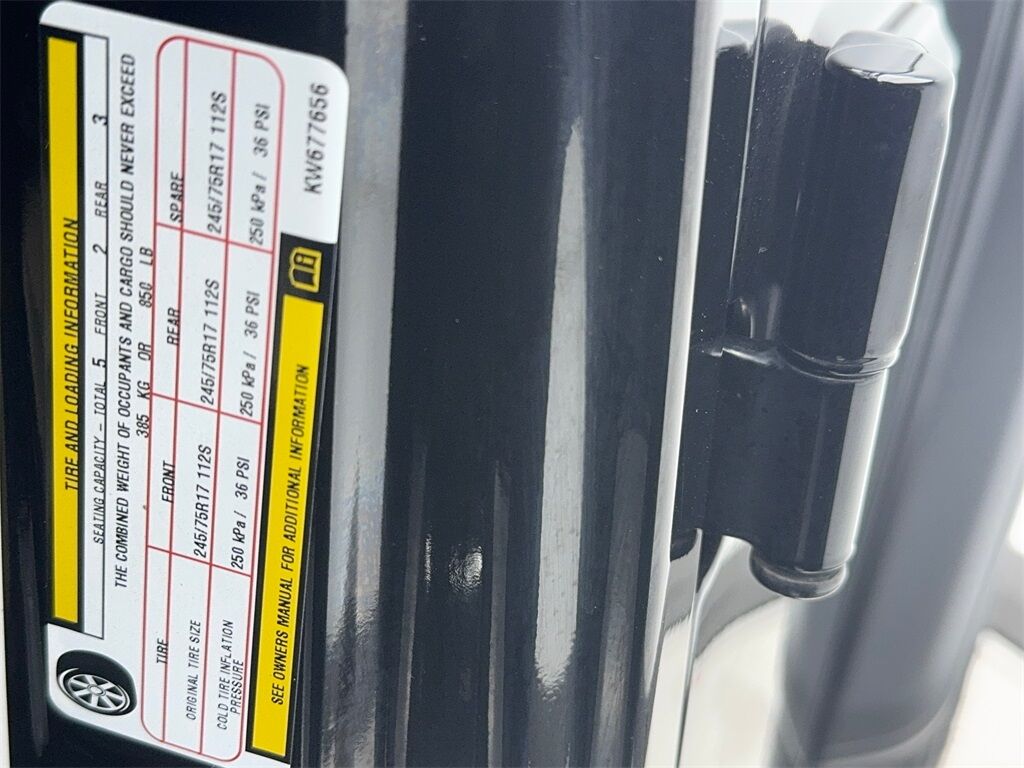 TIRE AND LOADING INFORMATION
SEATING CAPACITY - TOTAL 5 FRONT 2 REAR 3
THE COMBINED WEIGHT OF OCCUPANTS AND CARGO SHOULD NEVER EXCEED
385 KG OR 850 LB
TIRE FRONT REAR SPARE
ORIGINAL TIRE SIZE 245/75R17 112S 245/75R17 112S 245/75R17 112S
COLD TIRE INFLATION
PRESSURE 250 kPa / 36 PSI 250 kPa / 36 PSI 250 kPa / 36 PSI
SEE OWNERS MANUAL FOR ADDITIONAL INFORMATION
KW677656